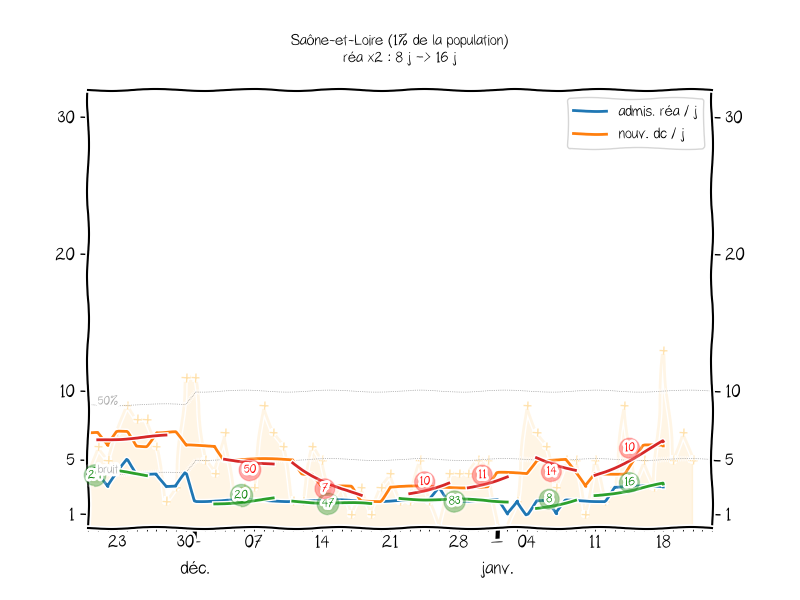 Saône-et-Loire (1% de la population)
réa x2 : 8 j -> 16 j
admis. réa / j
nouv. dc / j
30 30
20 20
10 10
5 5
1 1
50%
bruit
2
50
20
7
47
10
83
11
14
8
10
16
23 30 07 14 21 28 04 11 18
déc. janv.